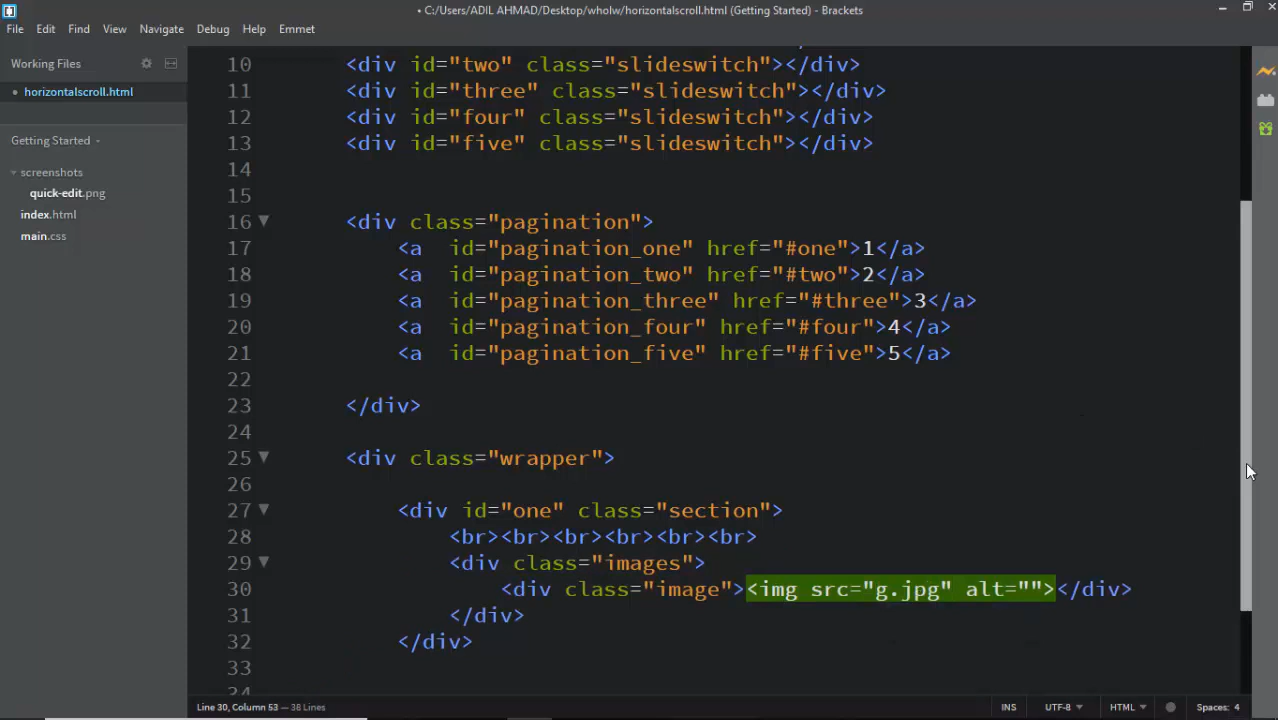 • C:/Users/ADIL AHMAD/Desktop/wholw/horizontalscroll.html (Getting Started) - Brackets
File Edit Find View Navigate Debug Help Emmet
Working Files
• horizontalscroll.html
Getting Started
screenshots
quick-edit.png
index.html
main.css
10 <div id="two" class="slideswitch"></div>
11 <div id="three" class="slideswitch"></div>
12 <div id="four" class="slideswitch"></div>
13 <div id="five" class="slideswitch"></div>
14
15
16 <div class="pagination">
17 <a  id="pagination_one" href="#one">1</a>
18 <a  id="pagination_two" href="#two">2</a>
19 <a  id="pagination_three" href="#three">3</a>
20 <a  id="pagination_four" href="#four">4</a>
21 <a  id="pagination_five" href="#five">5</a>
22
23 </div>
24
25 <div class="wrapper">
26
27 <div id="one" class="section">
28 <br><br><br><br><br><br>
29 <div class="images">
30 <div class="image"><img src="g.jpg" alt=""></div>
31 </div>
32 </div>
33
34
Line 30, Column 53 — 38 Lines INS UTF-8 HTML Spaces: 4